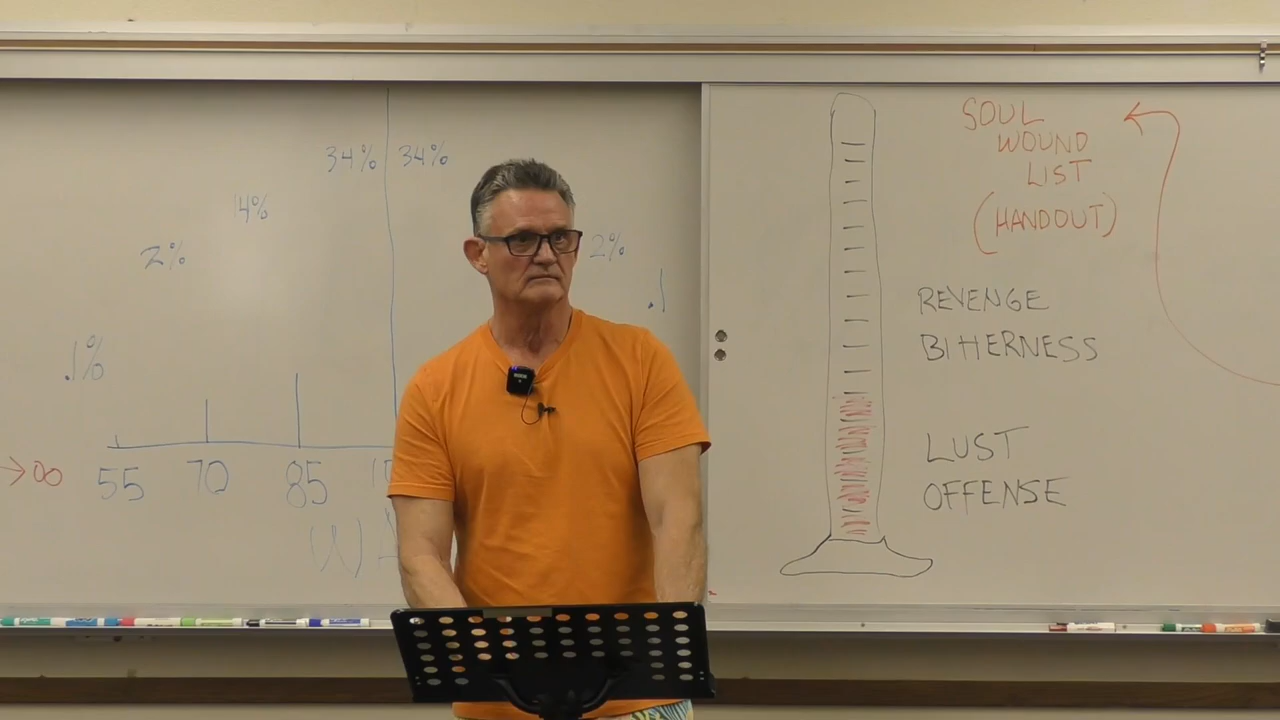 34% 34%
14%
2%
2%
.1
.1%
→∞ 55 70 85
SOUL
WOUND
LIST
(HANDOUT)
REVENGE
BITTERNESS
LUST
OFFENSE